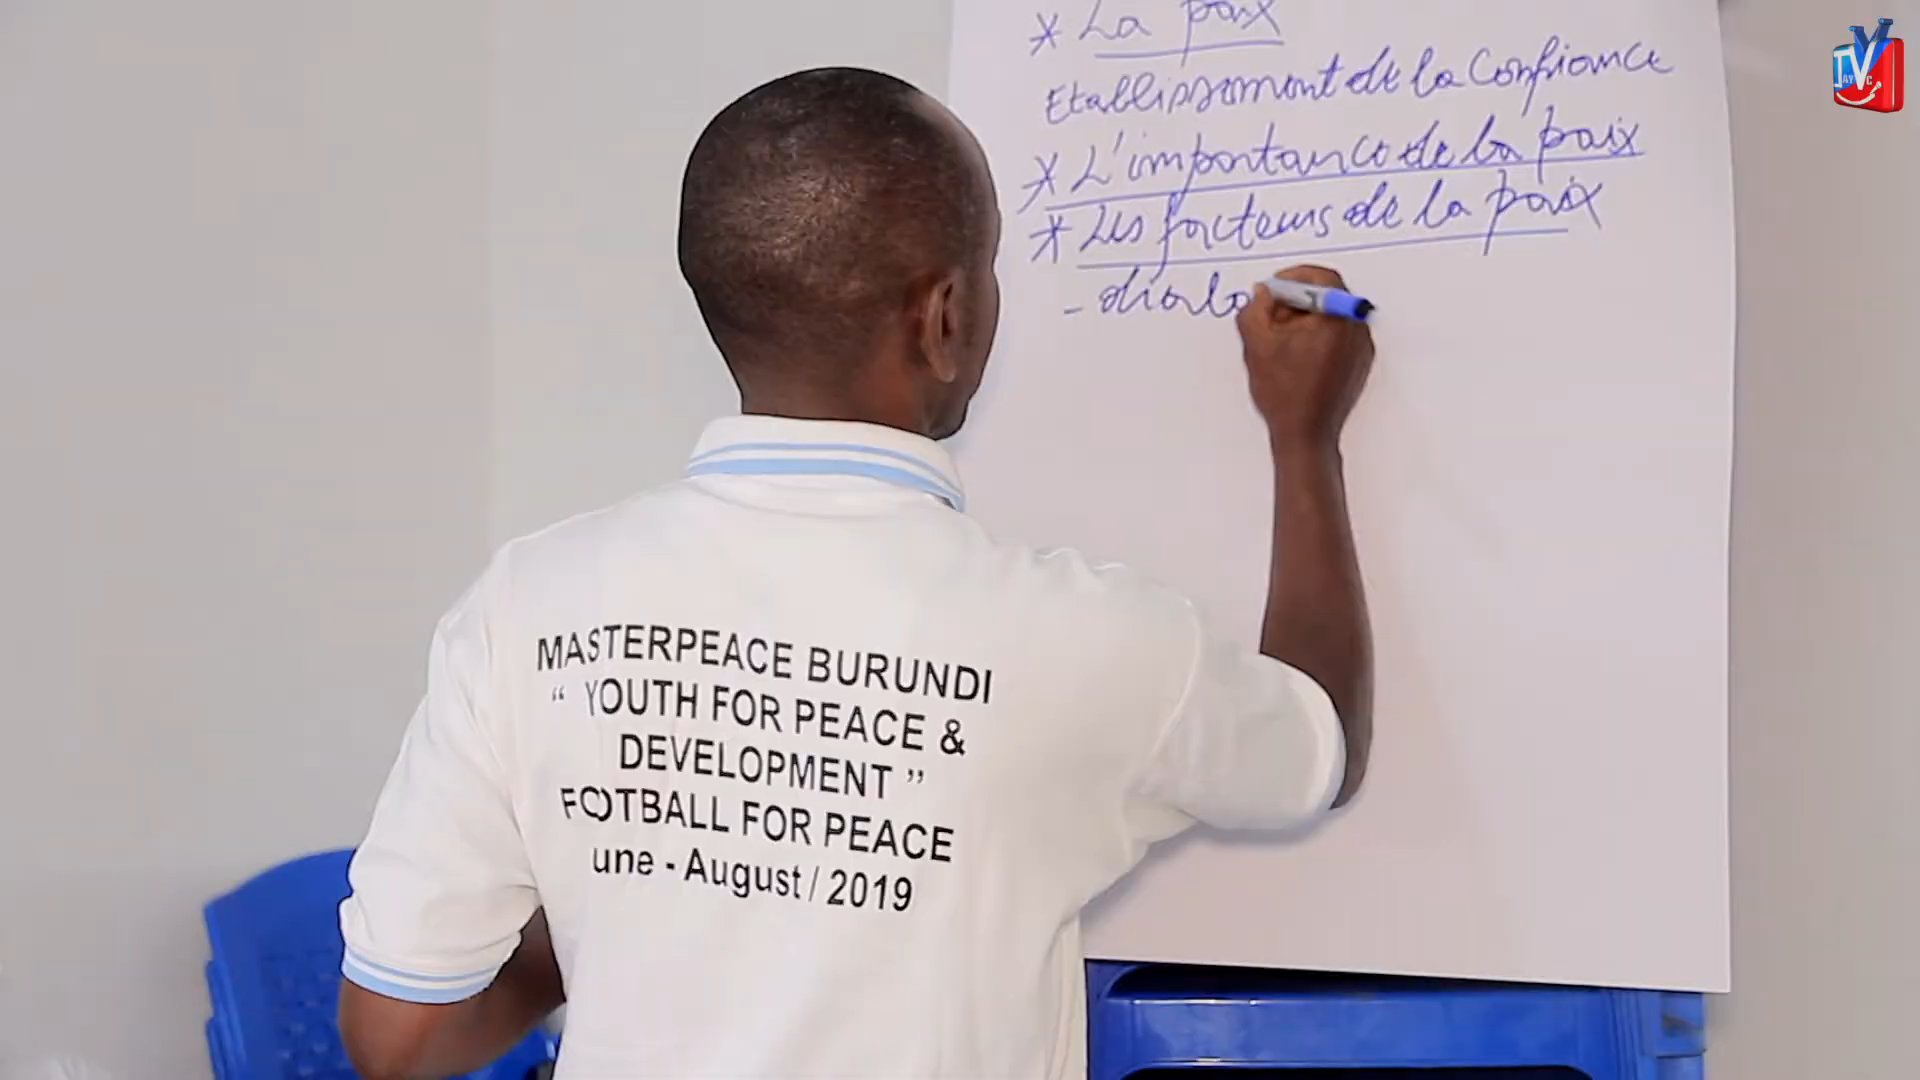 * La paix
Etablissement de la Confiance
* L'importance de la paix
* Les facteurs de la paix
- dialo
MASTERPEACE BURUNDI
“ YOUTH FOR PEACE &
DEVELOPMENT ”
FOOTBALL FOR PEACE
une - August / 2019